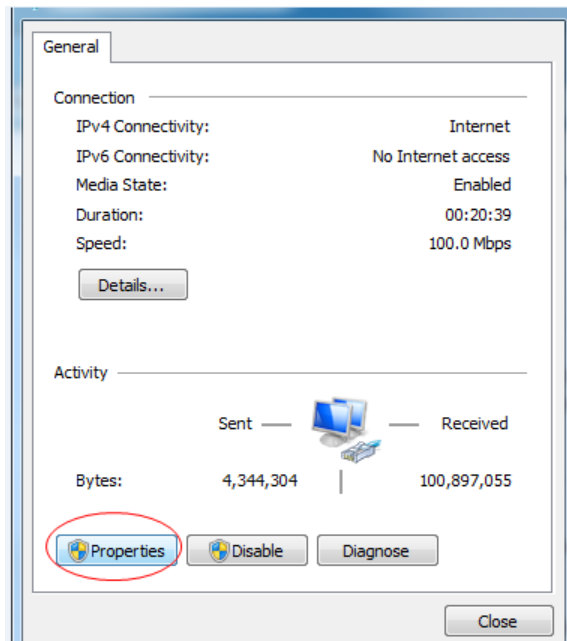 General
Connection
IPv4 Connectivity: Internet
IPv6 Connectivity: No Internet access
Media State: Enabled
Duration: 00:20:39
Speed: 100.0 Mbps
Details...
Activity
Sent Received
Bytes: 4,344,304 100,897,055
Properties Disable Diagnose
Close